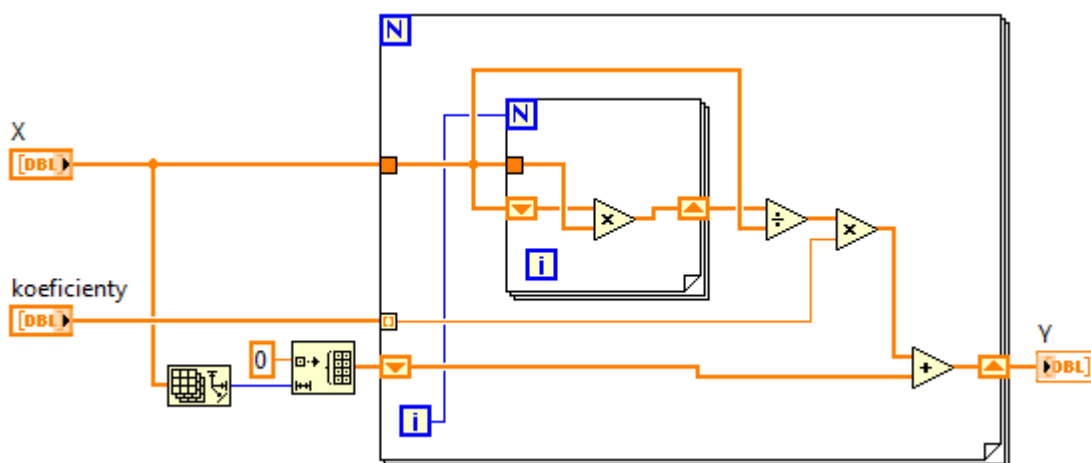 N
X
N
[DBL]
÷
×
×
i
koeficienty
[DBL]
Y
0
+
[DBL]
i